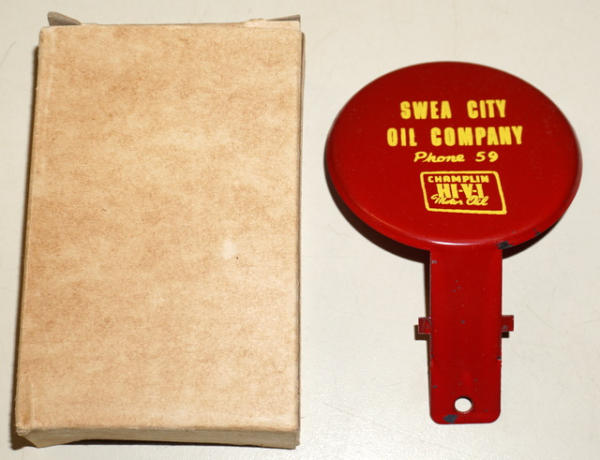 SWEA CITY
OIL COMPANY
Phone 59
CHAMPLIN
HI-V-I
Motor Oil